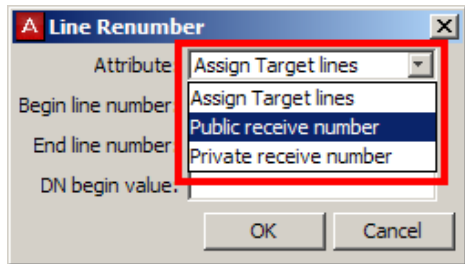 A Line Renumber
Attribute: Assign Target lines
Assign Target lines
Begin line number:
Public receive number
End line number:
Private receive number
DN begin value:
OK Cancel